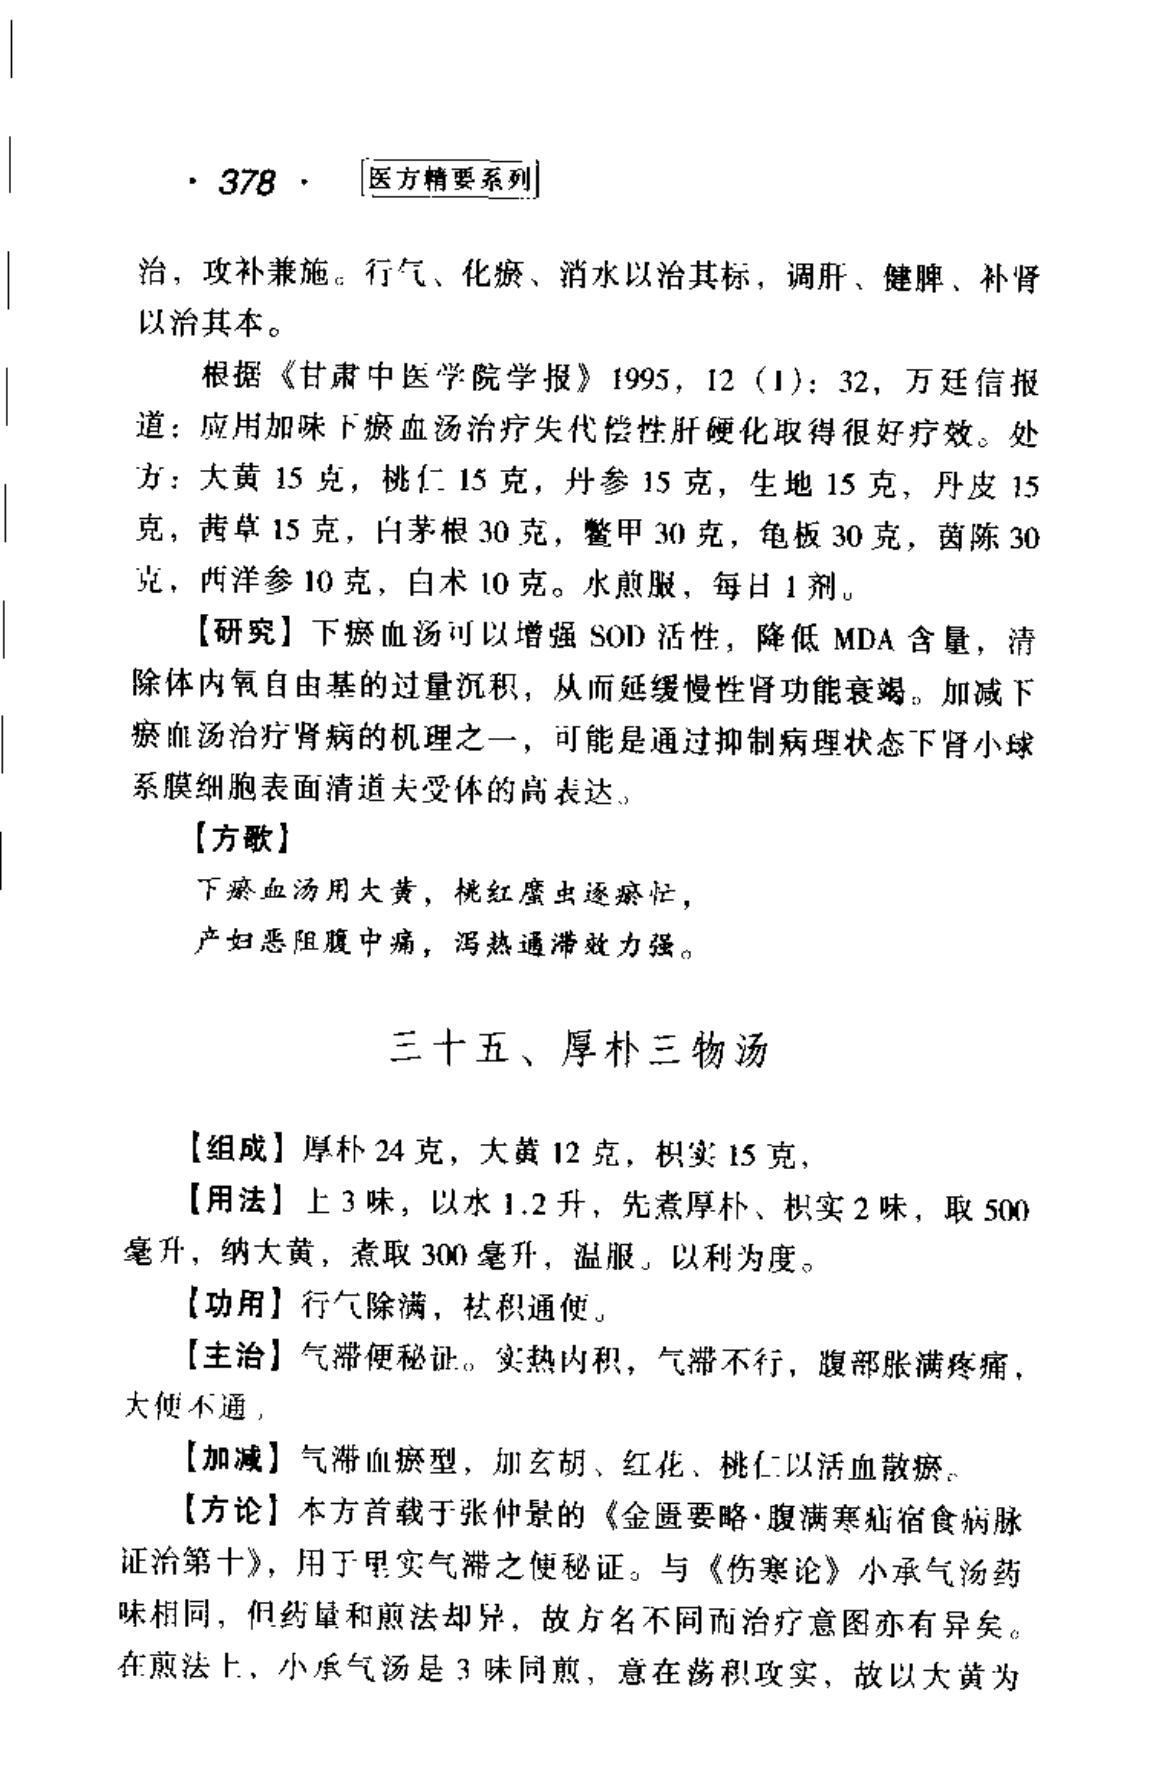 · 378 · 医方精要系列
治，攻补兼施。行气、化瘀、消水以治其标，调肝、健脾、补肾
以治其本。
根据《甘肃中医学院学报》1995，12（1）：32，万廷信报
道：应用加味下瘀血汤治疗失代偿性肝硬化取得很好疗效。处
方：大黄 15 克，桃仁 15 克，丹参 15 克，生地 15 克，丹皮 15
克，茜草 15 克，白茅根 30 克，鳖甲 30 克，龟板 30 克，茵陈 30
克，西洋参 10 克，白术 10 克。水煎服，每日 1 剂。
【研究】下瘀血汤可以增强 SOD 活性，降低 MDA 含量，清
除体内氧自由基的过量沉积，从而延缓慢性肾功能衰竭。加减下
瘀血汤治疗肾病的机理之一，可能是通过抑制病理状态下肾小球
系膜细胞表面清道夫受体的高表达。
【方歌】
下瘀血汤用大黄，桃红䗪虫逐瘀忙，
产妇恶阻腹中痛，泻热通滞效力强。
三十五、厚朴三物汤
【组成】厚朴 24 克，大黄 12 克，枳实 15 克。
【用法】上 3 味，以水 1.2 升，先煮厚朴、枳实 2 味，取 500
毫升，纳大黄，煮取 300 毫升，温服。以利为度。
【功用】行气除满，祛积通便。
【主治】气滞便秘证。实热内积，气滞不行，腹部胀满疼痛，
大便不通。
【加减】气滞血瘀型，加玄胡、红花、桃仁以活血散瘀。
【方论】本方首载于张仲景的《金匮要略·腹满寒疝宿食病脉
证治第十》，用于里实气滞之便秘证。与《伤寒论》小承气汤药
味相同，但药量和煎法却异，故方名不同而治疗意图亦有异矣。
在煎法上，小承气汤是 3 味同煎，意在荡积攻实，故以大黄为